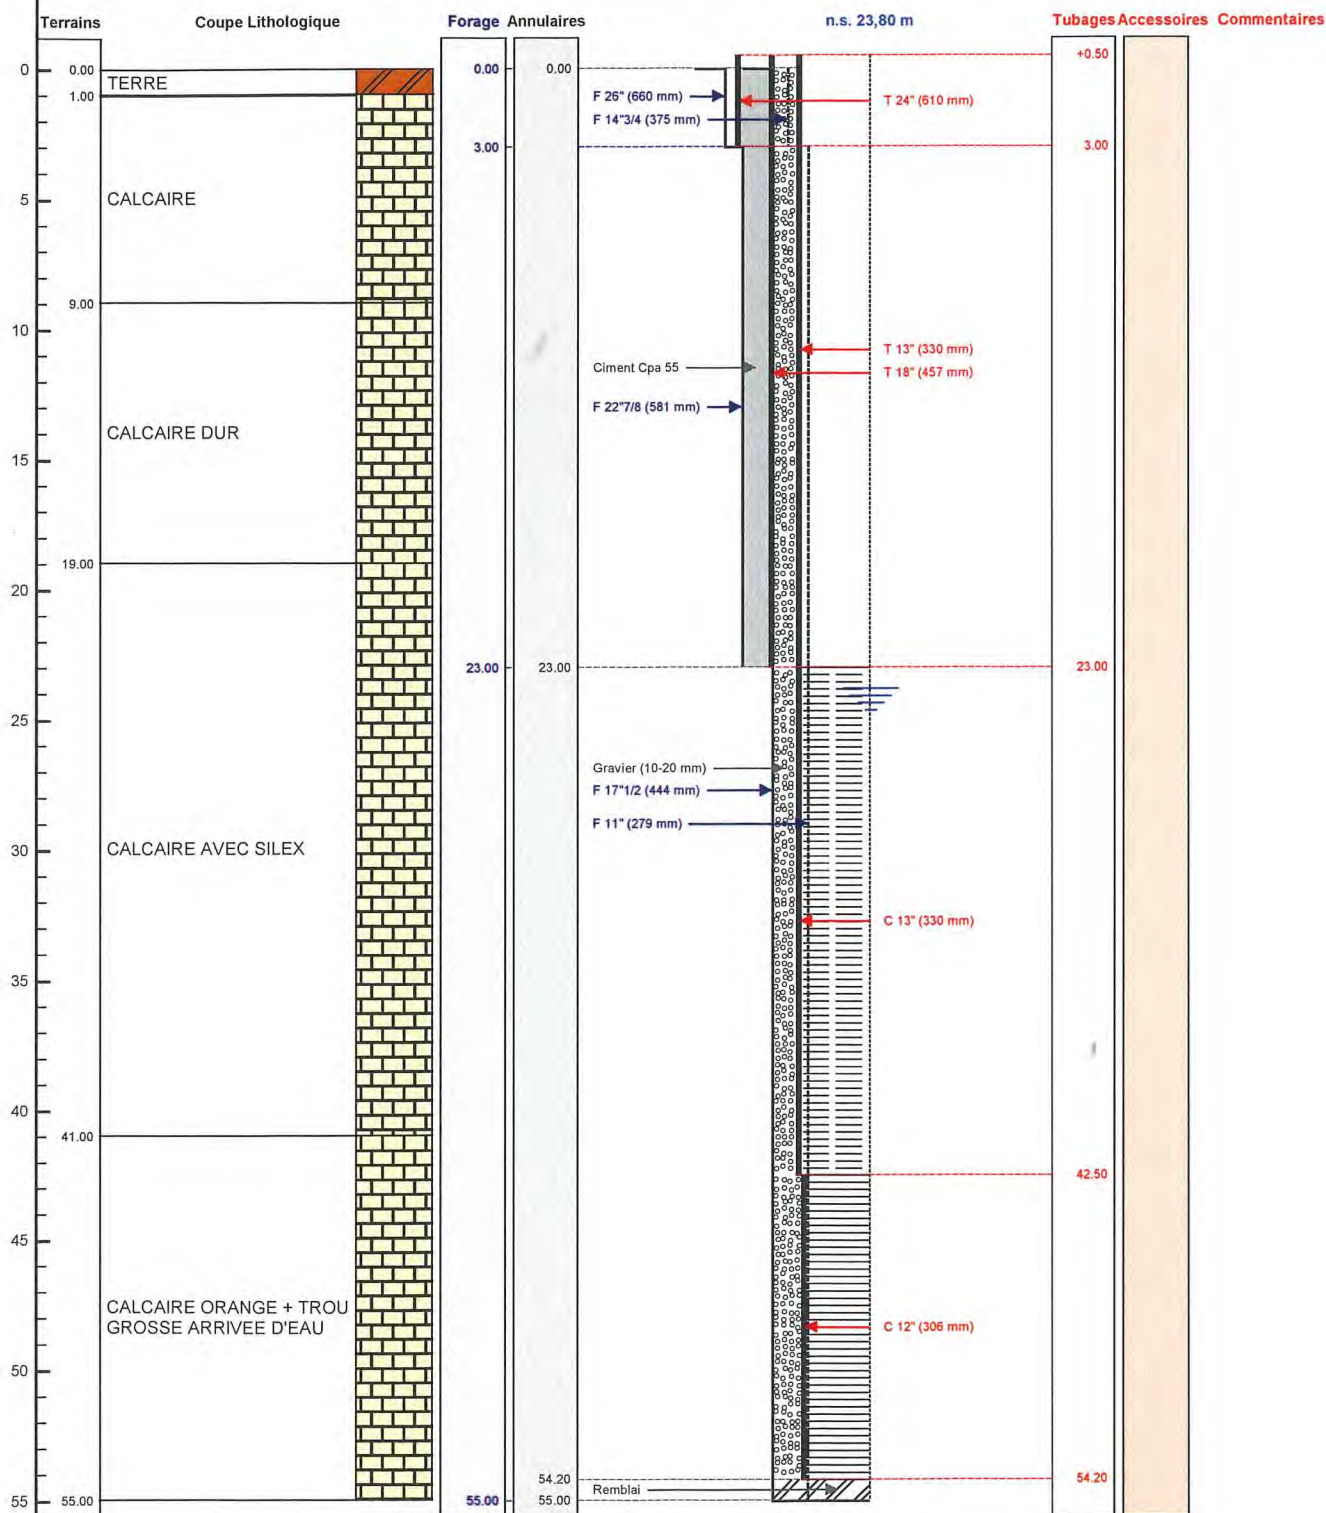 Terrains Coupe Lithologique Forage Annulaires n.s. 23,80 m Tubages Accessoires Commentaires
+0.50
0 0.00 0.00 0.00
TERRE
1.00
F 26" (660 mm)
T 24" (610 mm)
F 14"3/4 (375 mm)
3.00 3.00
5
CALCAIRE
9.00
10
T 13" (330 mm)
Ciment Cpa 55
T 18" (457 mm)
F 22"7/8 (581 mm)
CALCAIRE DUR
15
19.00
20
23.00 23.00 23.00
25
Gravier (10-20 mm)
F 17"1/2 (444 mm)
F 11" (279 mm)
CALCAIRE AVEC SILEX
30
C 13" (330 mm)
35
40
41.00
42.50
45
CALCAIRE ORANGE + TROU
GROSSE ARRIVEE D'EAU
C 12" (306 mm)
50
54.20 54.20
Remblai
55 55.00 55.00 55.00